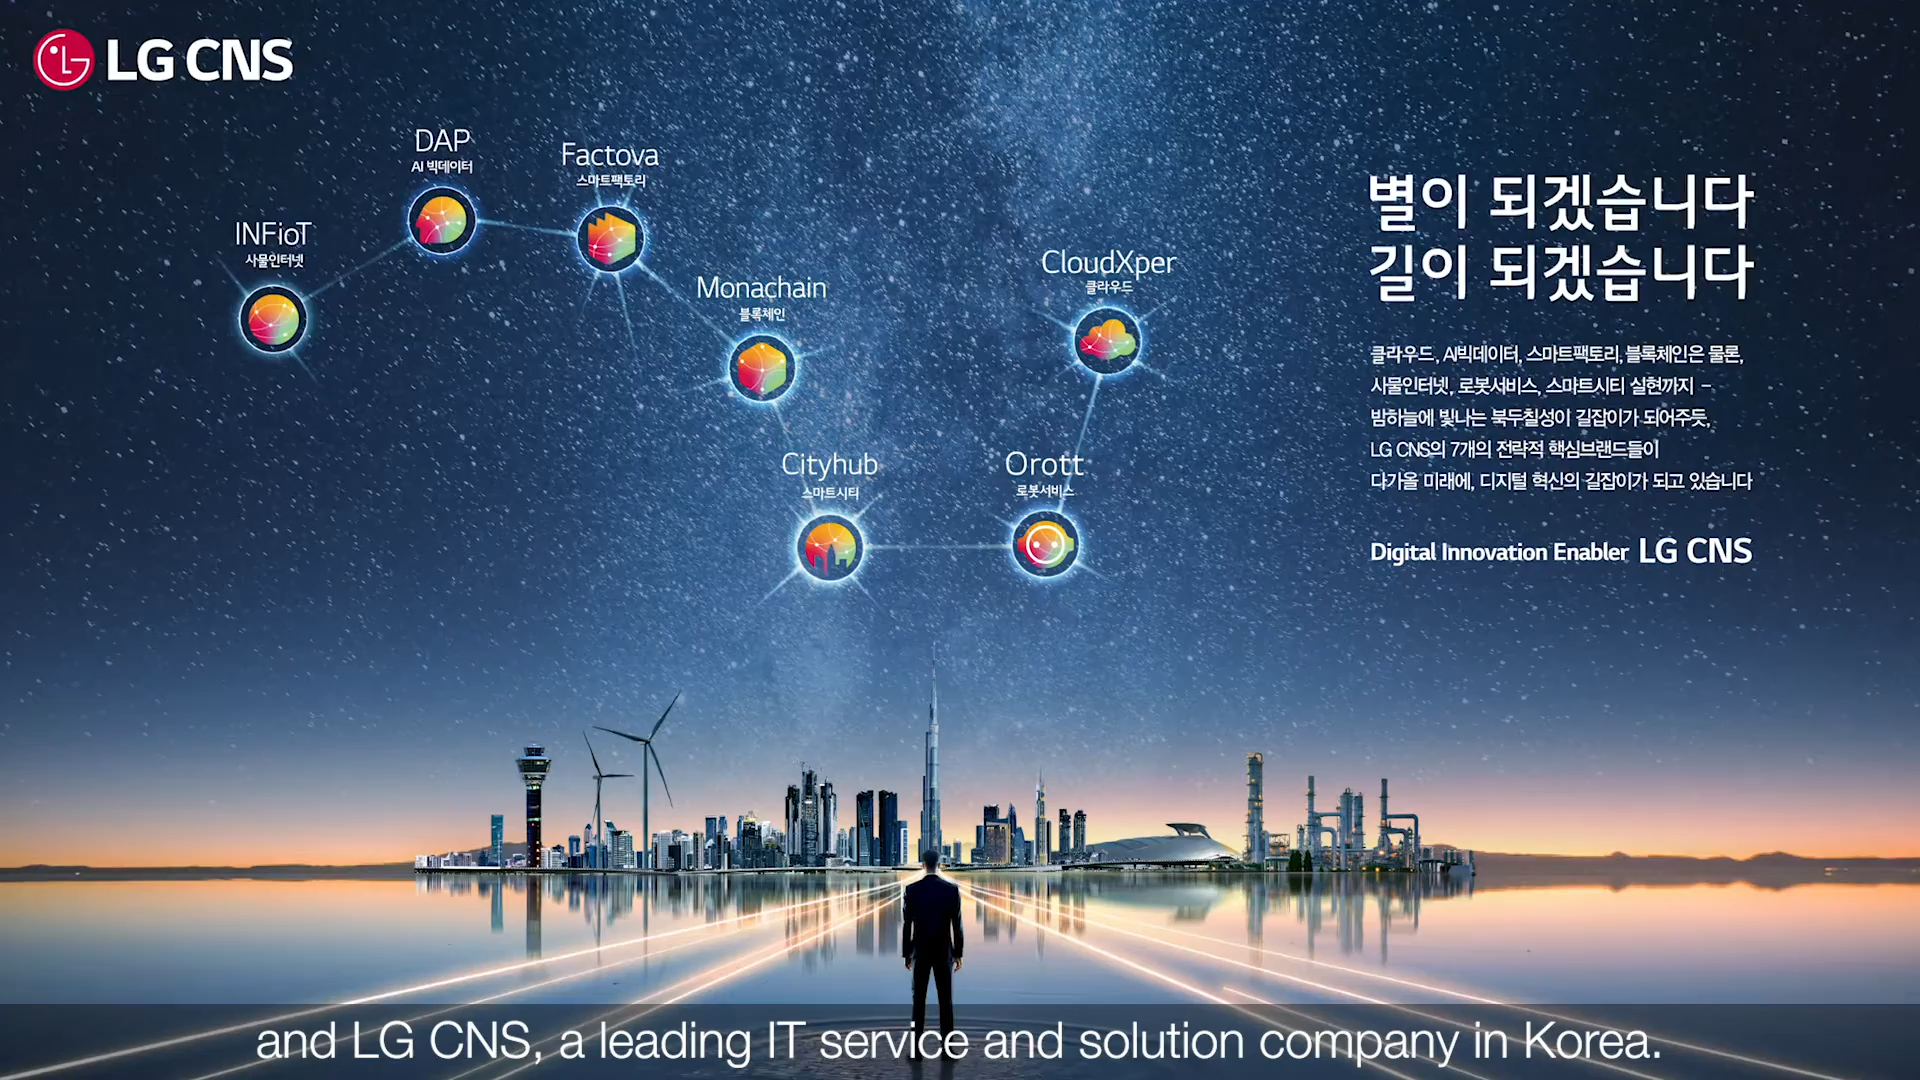 LG CNS
DAP
AI 빅데이터
Factova
스마트팩토리
INFioT
사물인터넷
Monachain
블록체인
CloudXper
클라우드
Cityhub
스마트시티
Orott
로봇서비스
별이 되겠습니다
길이 되겠습니다
클라우드, AI빅데이터, 스마트팩토리, 블록체인은 물론,
사물인터넷, 로봇서비스, 스마트시티 실현까지 –
밤하늘에 빛나는 북두칠성이 길잡이가 되어주듯,
LG CNS의 7개의 전략적 핵심브랜드들이
다가올 미래에, 디지털 혁신의 길잡이가 되고 있습니다
Digital Innovation Enabler LG CNS
and LG CNS, a leading IT service and solution company in Korea.